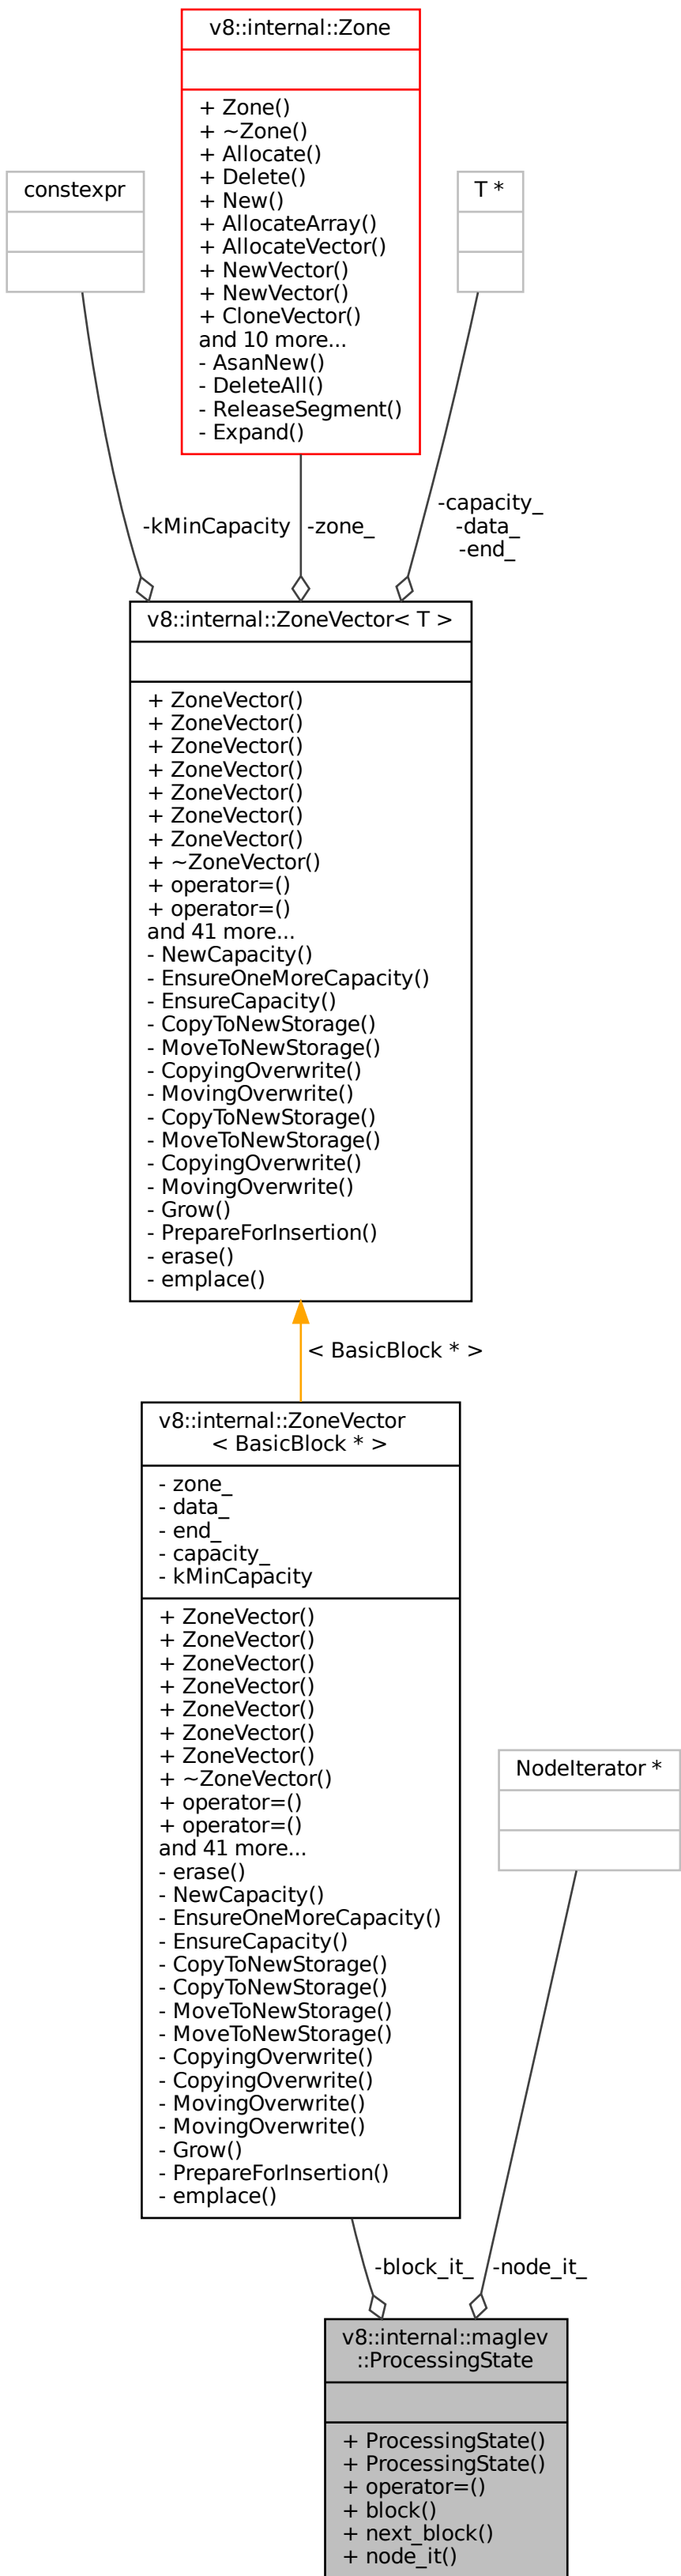 v8::internal::Zone
+ Zone()
+ ~Zone()
+ Allocate()
+ Delete()
+ New()
+ AllocateArray()
+ AllocateVector()
+ NewVector()
+ NewVector()
+ CloneVector()
and 10 more...
- AsanNew()
- DeleteAll()
- ReleaseSegment()
- Expand()
constexpr
T *
-kMinCapacity
-zone_
-capacity_
-data_
-end_
v8::internal::ZoneVector< T >
+ ZoneVector()
+ ZoneVector()
+ ZoneVector()
+ ZoneVector()
+ ZoneVector()
+ ZoneVector()
+ ZoneVector()
+ ~ZoneVector()
+ operator=()
+ operator=()
and 41 more...
- NewCapacity()
- EnsureOneMoreCapacity()
- EnsureCapacity()
- CopyToNewStorage()
- MoveToNewStorage()
- CopyingOverwrite()
- MovingOverwrite()
- CopyToNewStorage()
- MoveToNewStorage()
- CopyingOverwrite()
- MovingOverwrite()
- Grow()
- PrepareForInsertion()
- erase()
- emplace()
< BasicBlock * >
v8::internal::ZoneVector
< BasicBlock * >
- zone_
- data_
- end_
- capacity_
- kMinCapacity
+ ZoneVector()
+ ZoneVector()
+ ZoneVector()
+ ZoneVector()
+ ZoneVector()
+ ZoneVector()
+ ZoneVector()
+ ~ZoneVector()
+ operator=()
+ operator=()
and 41 more...
- erase()
- NewCapacity()
- EnsureOneMoreCapacity()
- EnsureCapacity()
- CopyToNewStorage()
- CopyToNewStorage()
- MoveToNewStorage()
- MoveToNewStorage()
- CopyingOverwrite()
- CopyingOverwrite()
- MovingOverwrite()
- MovingOverwrite()
- Grow()
- PrepareForInsertion()
- emplace()
NodeIterator *
-block_it_
-node_it_
v8::internal::maglev
::ProcessingState
+ ProcessingState()
+ ProcessingState()
+ operator=()
+ block()
+ next_block()
+ node_it()